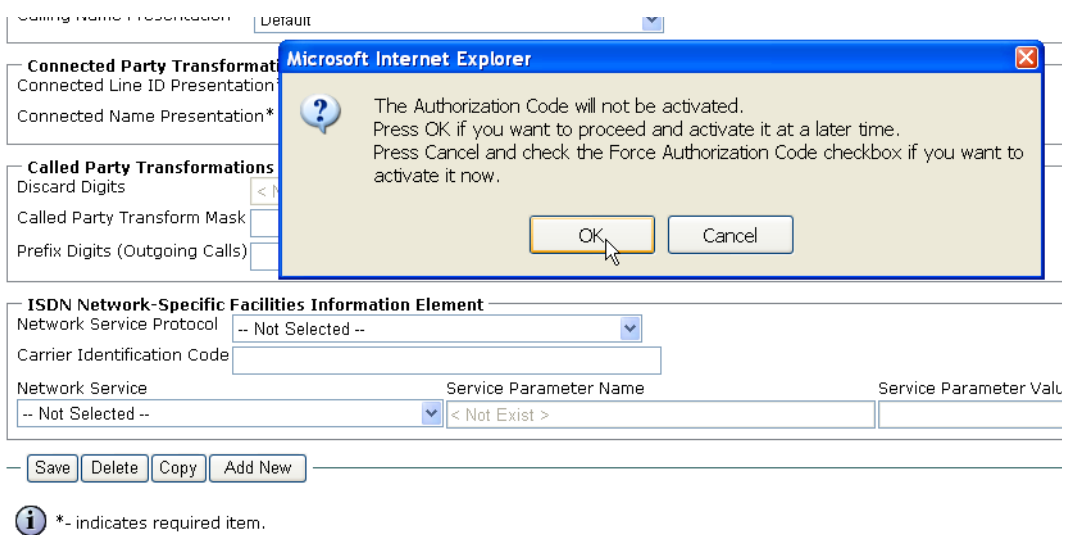 Calling Name Presentation Default
Microsoft Internet Explorer
The Authorization Code will not be activated.
Press OK if you want to proceed and activate it at a later time.
Press Cancel and check the Force Authorization Code checkbox if you want to
activate it now.
OK Cancel
Connected Party Transformati
Connected Line ID Presentation*
Connected Name Presentation*
Called Party Transformations
Discard Digits < N
Called Party Transform Mask
Prefix Digits (Outgoing Calls)
ISDN Network-Specific Facilities Information Element
Network Service Protocol -- Not Selected --
Carrier Identification Code
Network Service Service Parameter Name Service Parameter Valu
-- Not Selected -- < Not Exist >
Save Delete Copy Add New
i *- indicates required item.